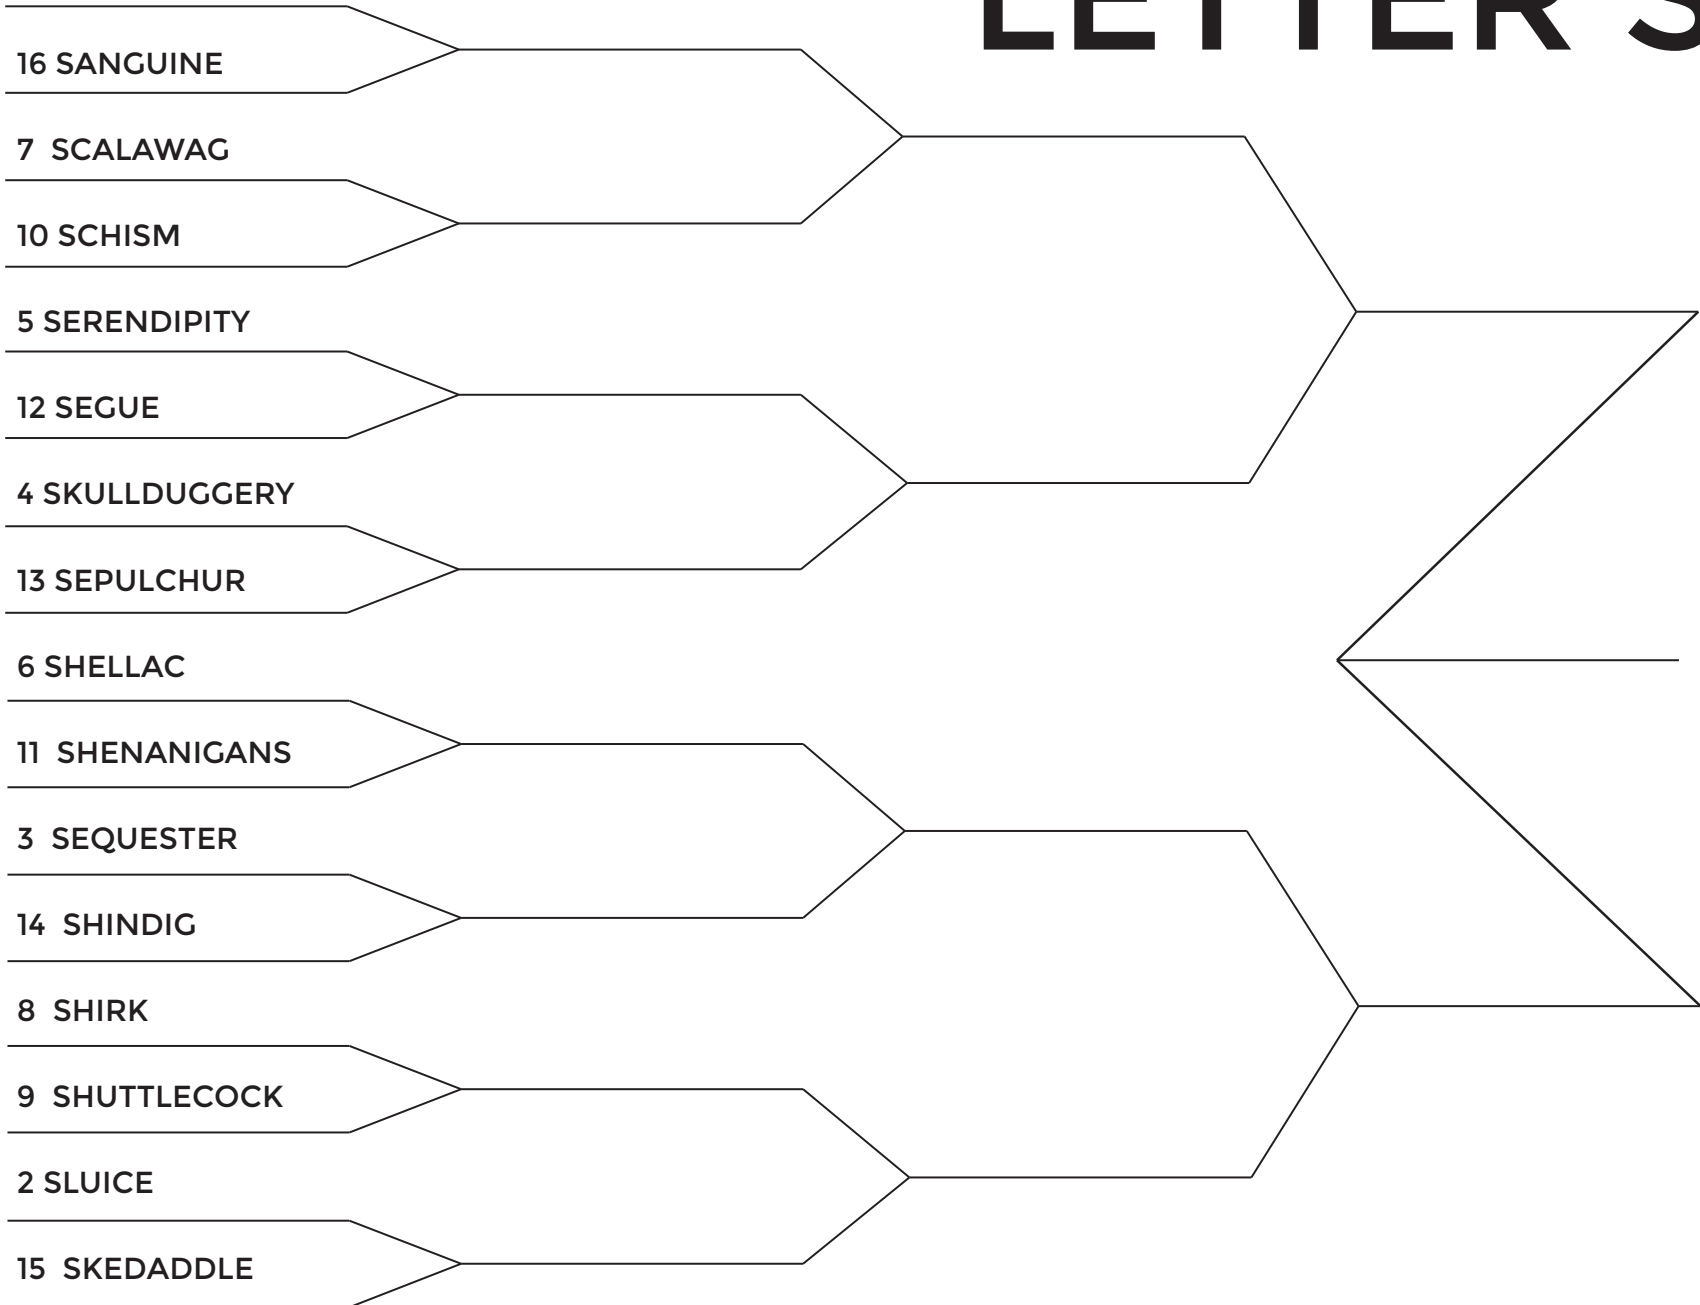 LETTER S
16 SANGUINE
7 SCALAWAG
10 SCHISM
5 SERENDIPITY
12 SEGUE
4 SKULLDUGGERY
13 SEPULCHUR
6 SHELLAC
11 SHENANIGANS
3 SEQUESTER
14 SHINDIG
8 SHIRK
9 SHUTTLECOCK
2 SLUICE
15 SKEDADDLE